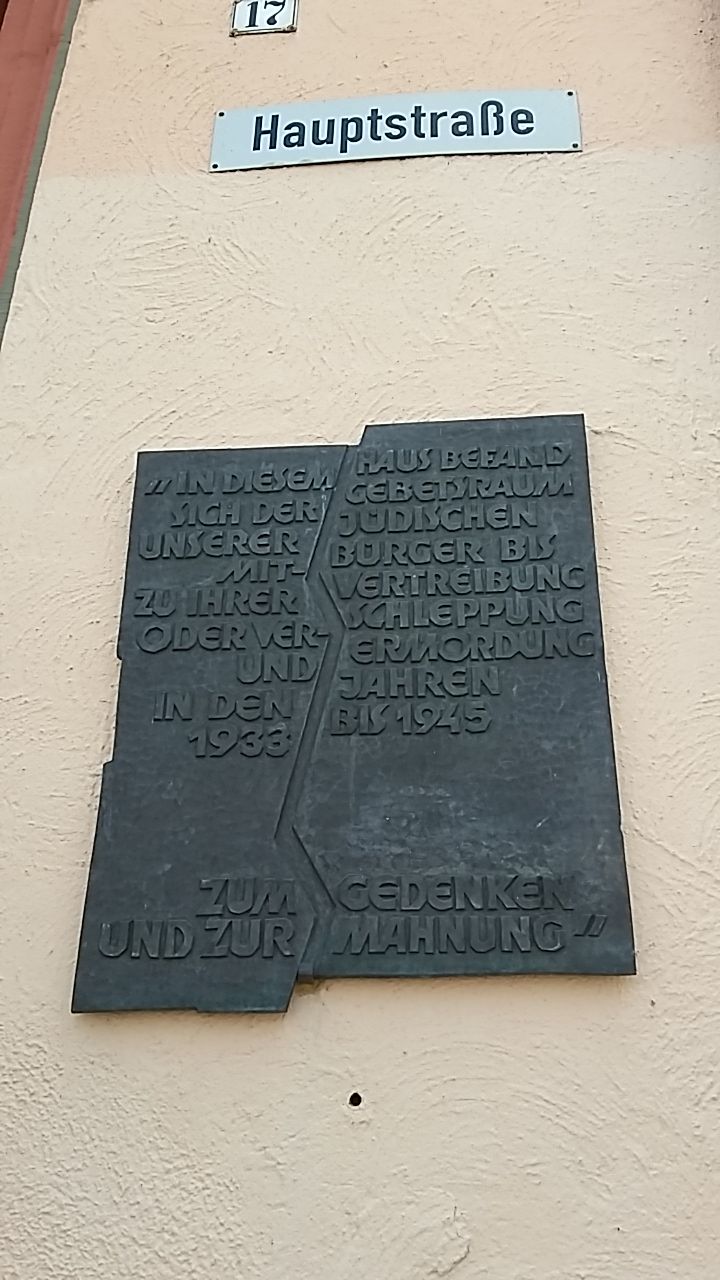 17
Hauptstraße
"IN DIESEM HAUS BEFAND
SICH DER GEBETSRAUM
UNSERER JÜDISCHEN
MIT- BÜRGER BIS
ZU IHRER VERTREIBUNG
ODER VER- SCHLEPPUNG
UND ERMORDUNG
IN DEN JAHREN
1933 BIS 1945
ZUM GEDENKEN
UND ZUR MAHNUNG"